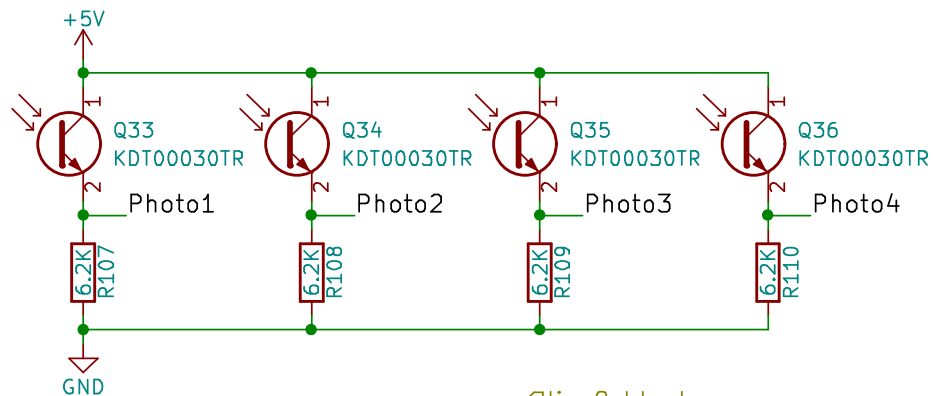 +5V
1
Q33
KDT00030TR
2
Photo1
6.2K
R107
1
Q34
KDT00030TR
2
Photo2
6.2K
R108
1
Q35
KDT00030TR
2
Photo3
6.2K
R109
1
Q36
KDT00030TR
2
Photo4
6.2K
R110
GND